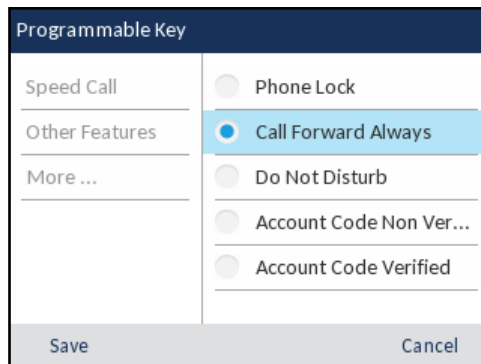 Programmable Key
Speed Call
Other Features
More ...
Phone Lock
Call Forward Always
Do Not Disturb
Account Code Non Ver...
Account Code Verified
Save
Cancel